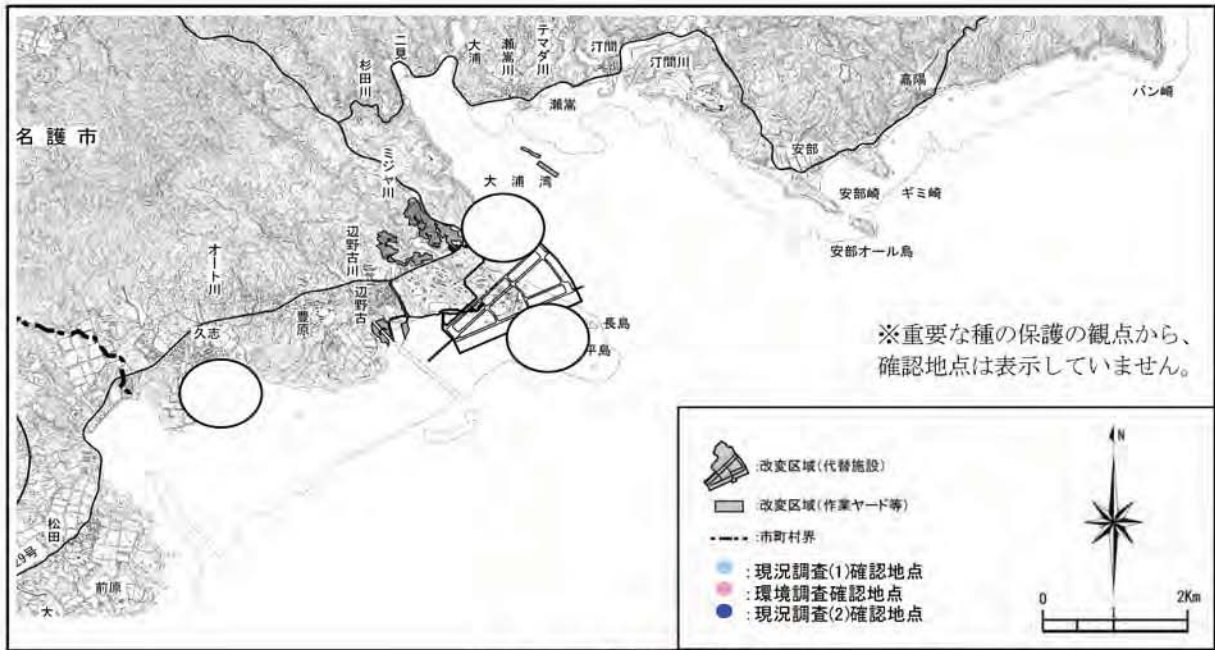 名護市
杉田川
二見
大浦
瀬嵩川
テマダ川
汀間
汀間川
瀬嵩
嘉陽
バン崎
安部
安部崎
ギミ崎
安部オール島
大浦湾
ミジャ川
辺野古川
辺野古
オート川
久志
豊原
長島
平島
松田
前原
大
※重要な種の保護の観点から、
確認地点は表示していません。
:改変区域(代替施設)
:改変区域(作業ヤード等)
:市町村界
:現況調査(1)確認地点
:環境調査確認地点
:現況調査(2)確認地点
N
0 1 2Km